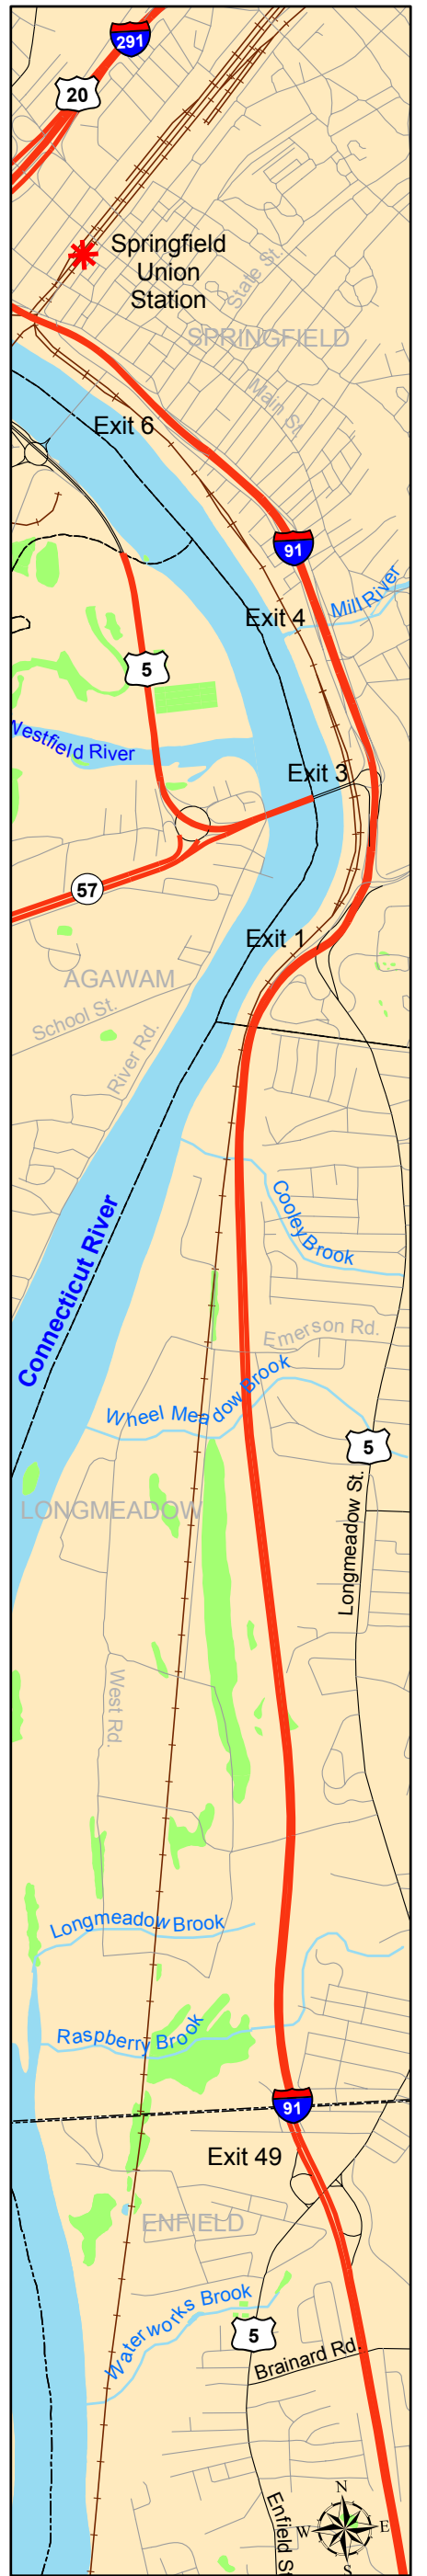 291
20
Springfield
Union
Station
State St.
SPRINGFIELD
Main St.
Exit 6
91
Mill River
Exit 4
5
Westfield River
Exit 3
57
Exit 1
AGAWAM
School St.
River Rd.
Connecticut River
Cooley Brook
Emerson Rd.
Wheel Meadow Brook
5
LONGMEADOW
Longmeadow St.
West Rd.
Longmeadow Brook
Raspberry Brook
91
Exit 49
ENFIELD
Waterworks Brook
5
Brainard Rd.
Enfield St
N
W
E
S